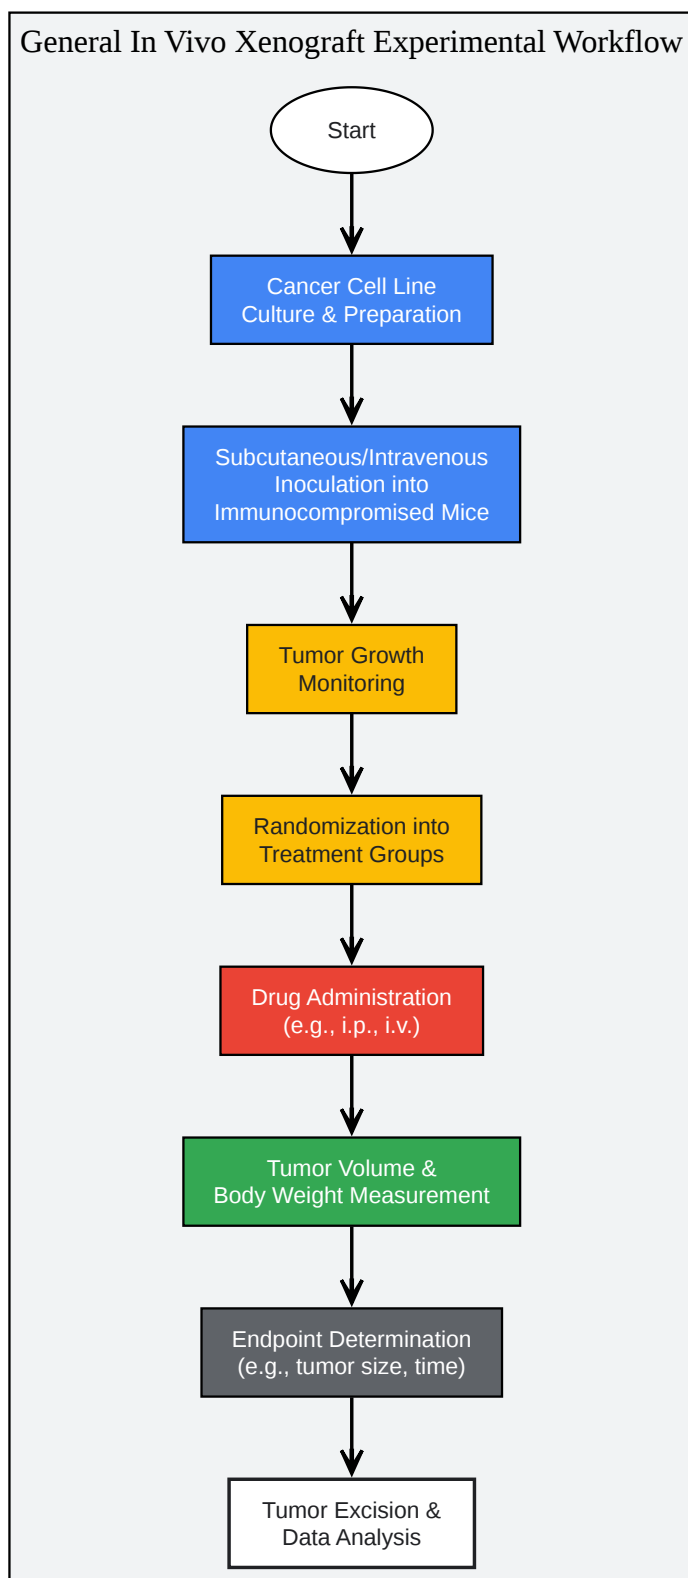 General In Vivo Xenograft Experimental Workflow
Start
Cancer Cell Line
Culture & Preparation
Subcutaneous/Intravenous
Inoculation into
Immunocompromised Mice
Tumor Growth
Monitoring
Randomization into
Treatment Groups
Drug Administration
(e.g., i.p., i.v.)
Tumor Volume &
Body Weight Measurement
Endpoint Determination
(e.g., tumor size, time)
Tumor Excision &
Data Analysis